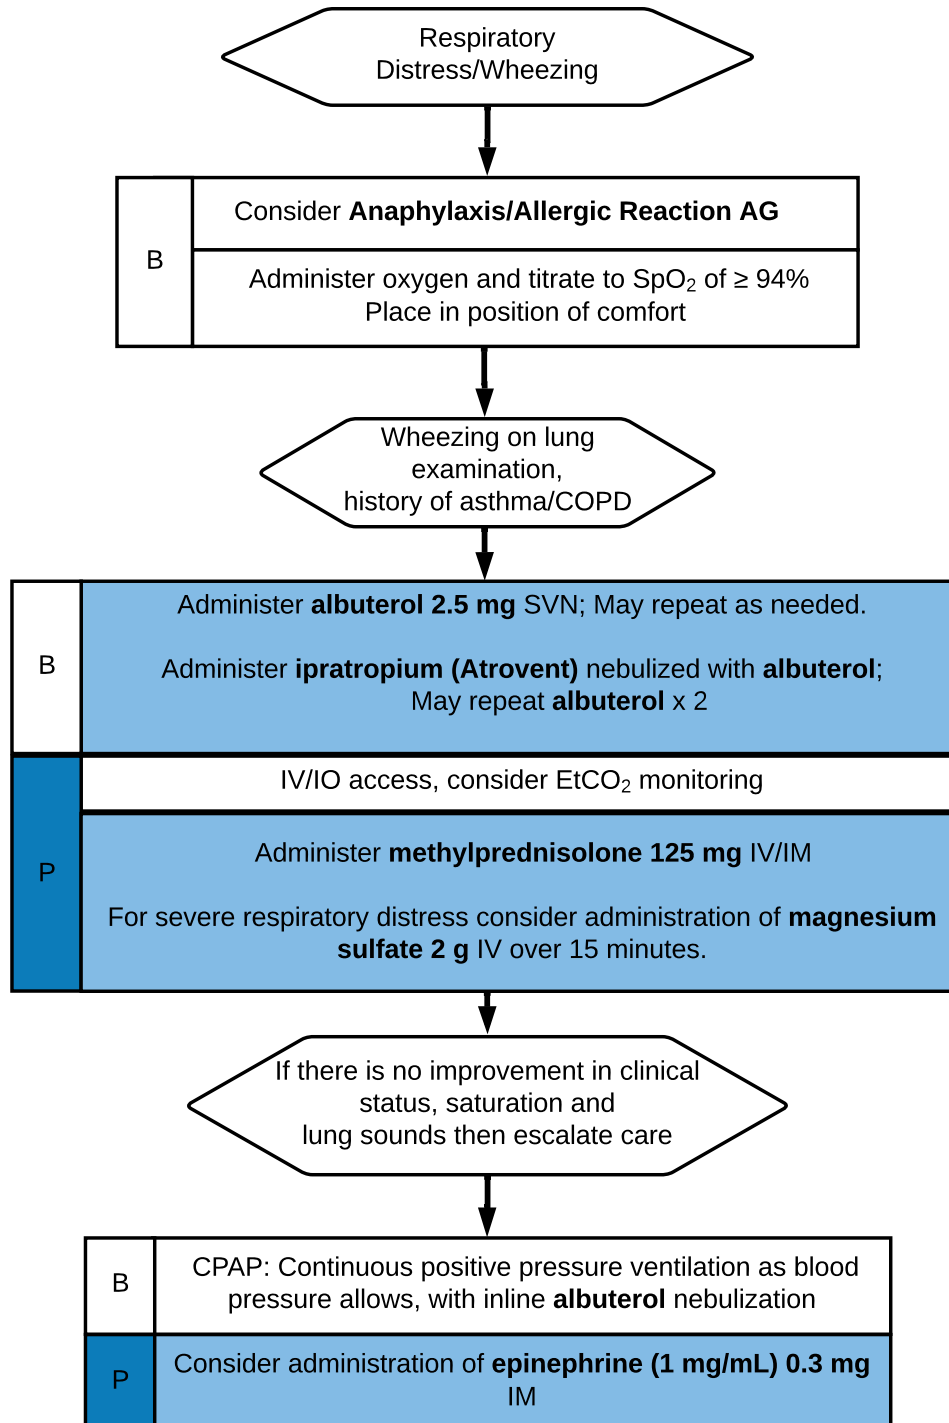 Respiratory
Distress/Wheezing
B
Consider Anaphylaxis/Allergic Reaction AG
Administer oxygen and titrate to SpO₂ of ≥ 94%
Place in position of comfort
Wheezing on lung
examination,
history of asthma/COPD
B
Administer albuterol 2.5 mg SVN; May repeat as needed.
Administer ipratropium (Atrovent) nebulized with albuterol;
May repeat albuterol x 2
P
IV/IO access, consider EtCO₂ monitoring
Administer methylprednisolone 125 mg IV/IM
For severe respiratory distress consider administration of magnesium
sulfate 2 g IV over 15 minutes.
If there is no improvement in clinical
status, saturation and
lung sounds then escalate care
B
CPAP: Continuous positive pressure ventilation as blood
pressure allows, with inline albuterol nebulization
P
Consider administration of epinephrine (1 mg/mL) 0.3 mg
IM